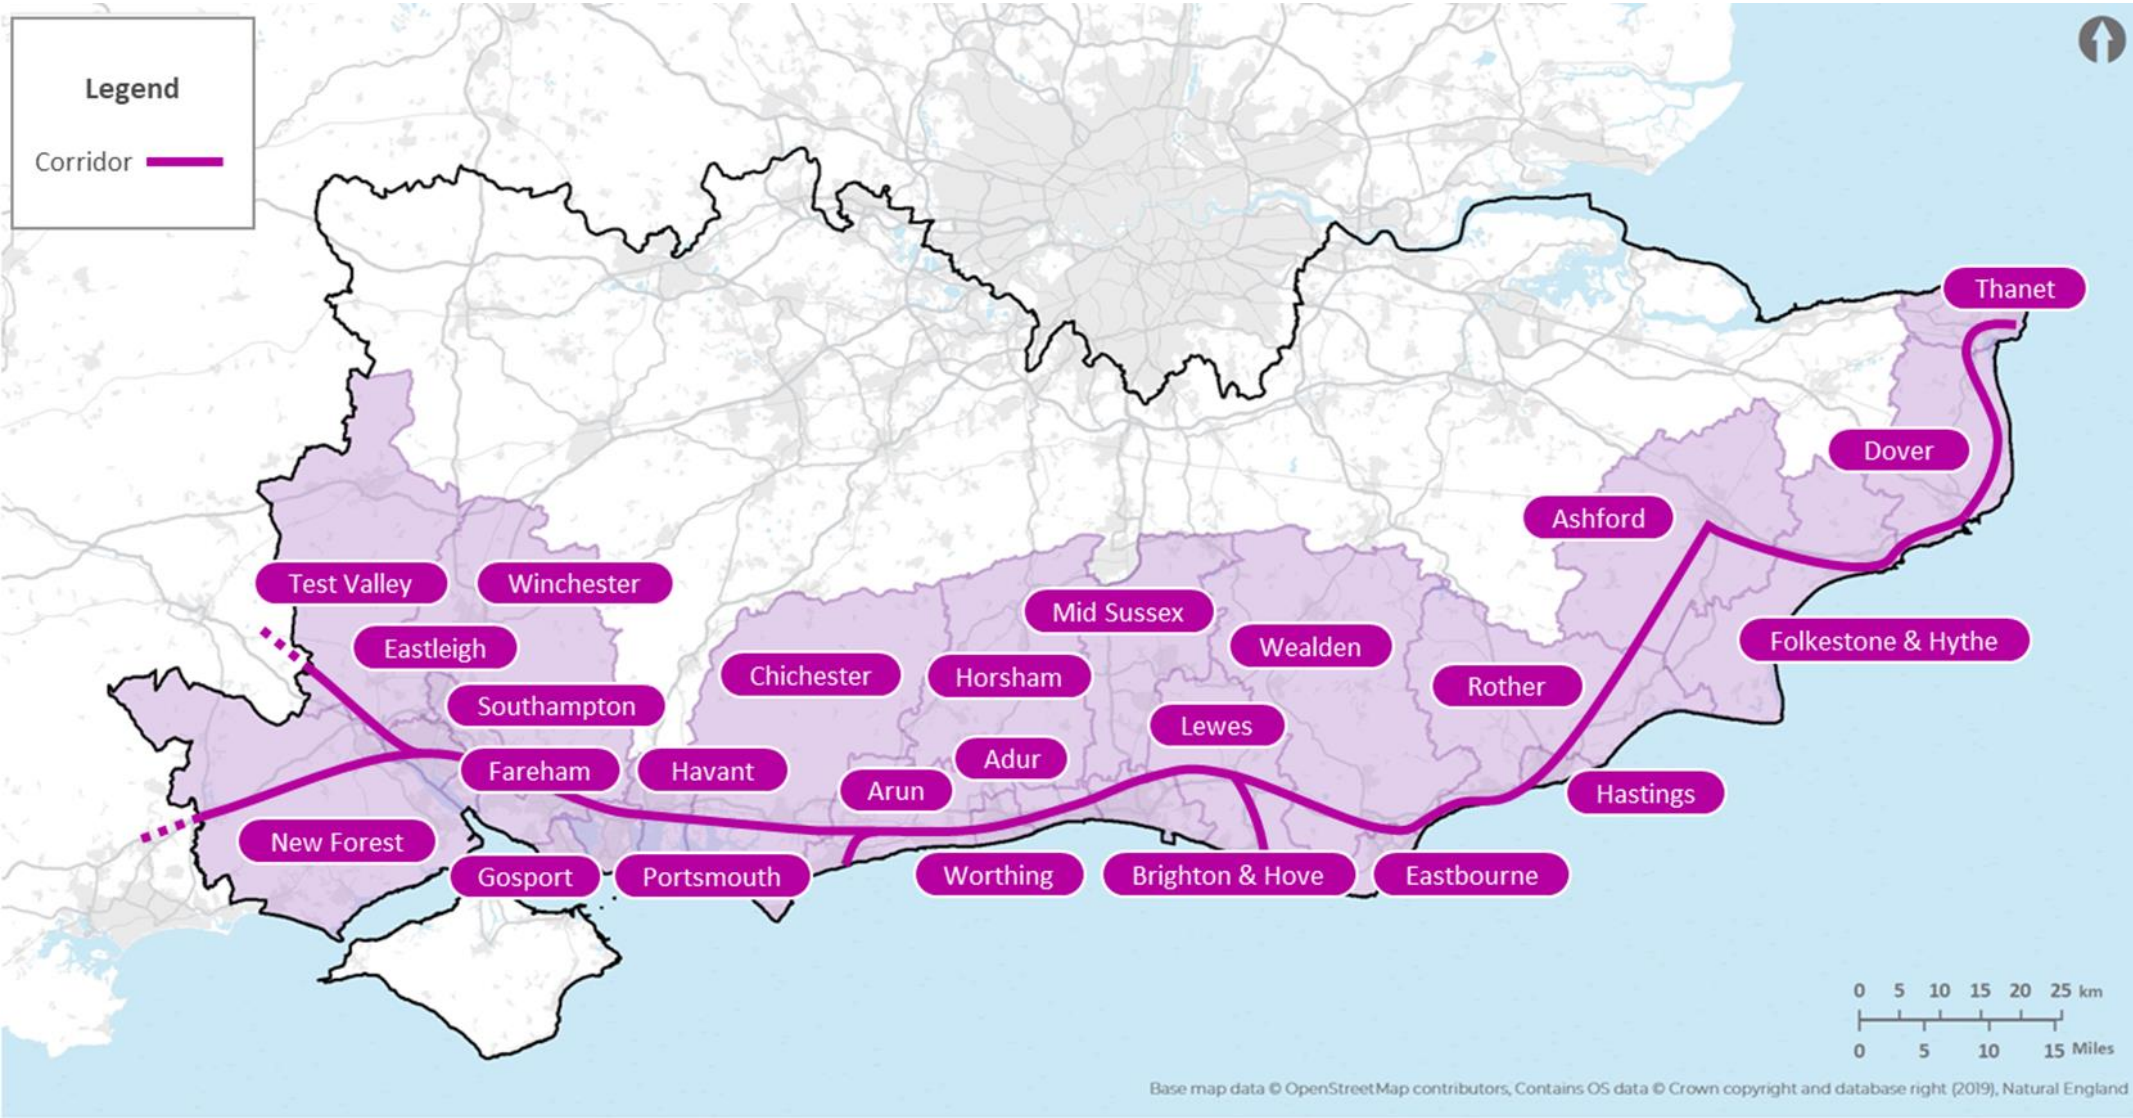 Legend
Corridor
Thanet
Dover
Ashford
Test Valley
Winchester
Mid Sussex
Folkestone & Hythe
Eastleigh
Wealden
Chichester
Horsham
Rother
Southampton
Lewes
Fareham
Havant
Adur
Arun
Hastings
New Forest
Gosport
Portsmouth
Worthing
Brighton & Hove
Eastbourne
0 5 10 15 20 25 km
0 5 10 15 Miles
Base map data © OpenStreetMap contributors, Contains OS data © Crown copyright and database right (2019), Natural England